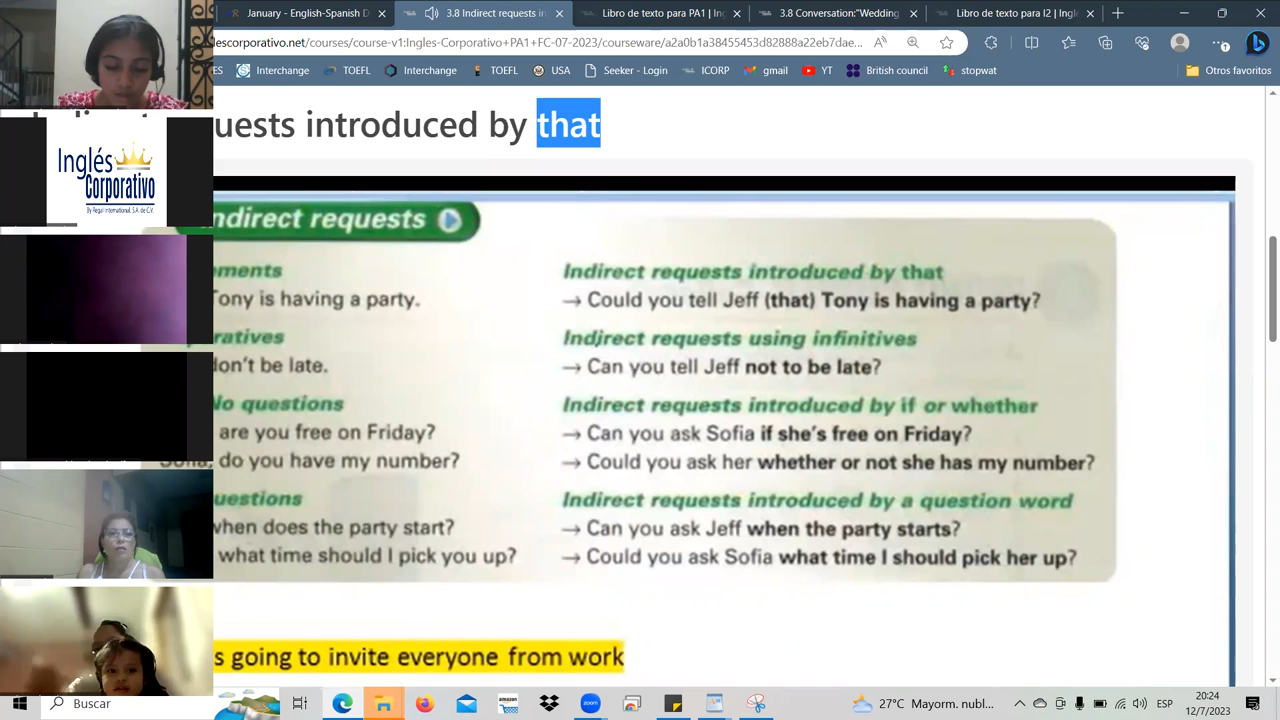 January - English-Spanish D
3.8 Indirect requests in
Libro de texto para PA1 | Ing
3.8 Conversation:"Wedding
Libro de texto para I2 | Ingle
lescorporativo.net/courses/course-v1:Ingles-Corporativo+PA1+FC-07-2023/courseware/a2a0b1a38455453d82888a22eb7dae...
ES Interchange TOEFL Interchange TOEFL USA Seeker - Login ICORP gmail YT British council stopwat Otros favoritos
uests introduced by that
Inglés
Corporativo
By Regal International, S.A. de C.V.
ndirect requests
ements
Indirect requests introduced by that
Tony is having a party.
→ Could you tell Jeff (that) Tony is having a party?
ratives
Indirect requests using infinitives
don't be late.
→ Can you tell Jeff not to be late?
No questions
Indirect requests introduced by if or whether
are you free on Friday?
→ Can you ask Sofia if she's free on Friday?
Sofia, do you have my number?
→ Could you ask her whether or not she has my number?
uestions
Indirect requests introduced by a question word
when does the party start?
→ Can you ask Jeff when the party starts?
what time should I pick you up?
→ Could you ask Sofia what time I should pick her up?
s going to invite everyone from work
Buscar
27°C Mayorm. nubl...
ESP
20:24
12/7/2023